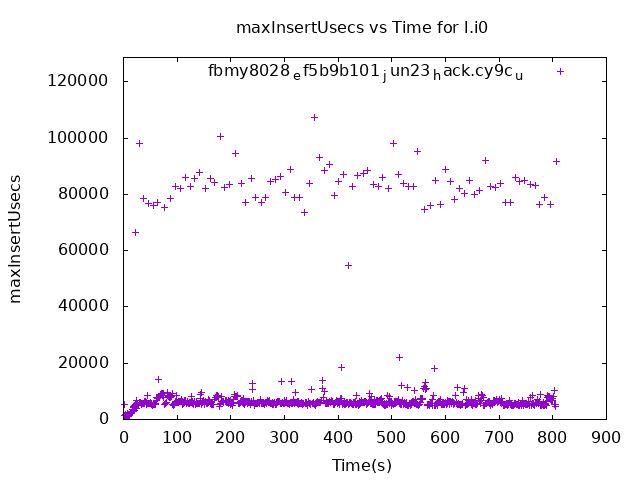 maxInsertUsecs vs Time for I.i0
fbmy8028ef5b9b101jun23hack.cy9cu
120000
100000
80000
60000
40000
20000
0
maxInsertUsecs
0 100 200 300 400 500 600 700 800 900
Time(s)